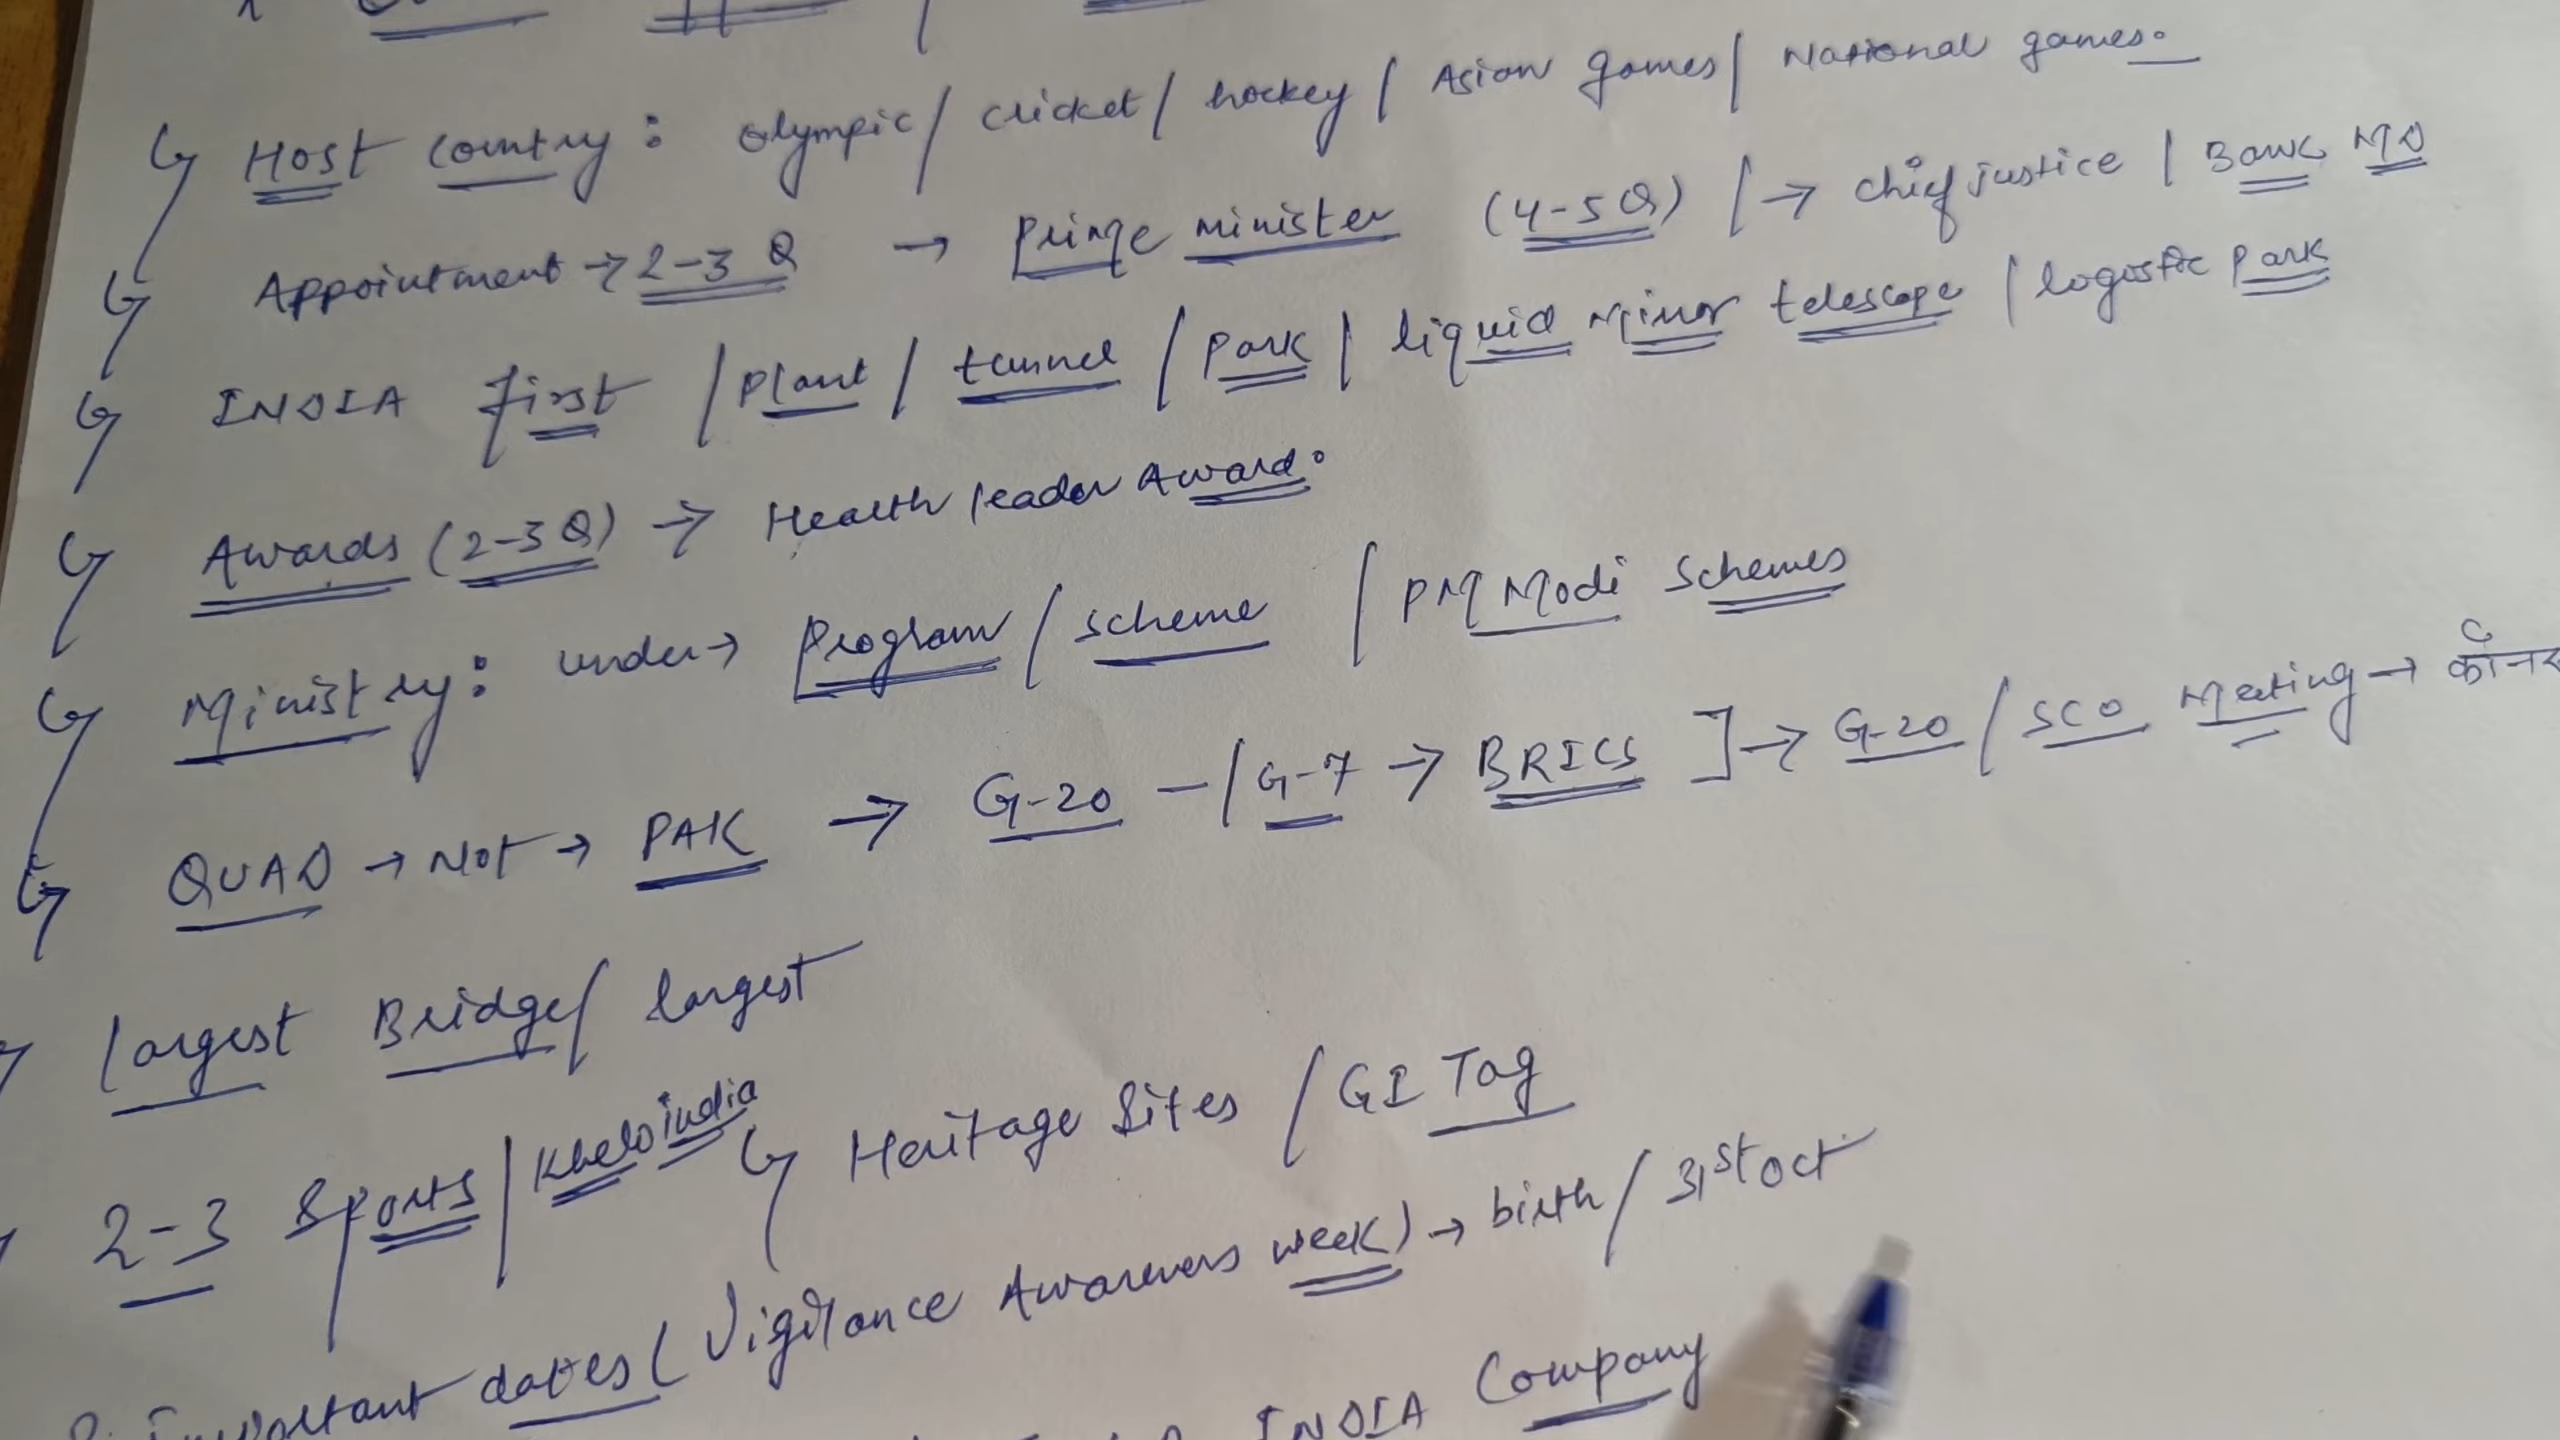 Host country: Olympic / cricket / hockey / Asian games / National games.
Appointment → 2-3 Q → Prime minister (4-5 Q) / → Chief justice / Bank MD
INDIA first / Plant / tunnel / Park / liquid Mirror telescope / logistic Park
Awards (2-3 Q) → Health leader Award.
Ministry: under → Program / scheme / PM Modi Schemes
QUAD → Not → PAK → G-20 - / G-7 → BRICS ] → G-20 / SCO Meeting →
largest Bridge / largest
2-3 Sports / Khelo india
Heritage Sites / GI Tag
Important dates ( Vigilance Awareness week) → birth / 31st oct
INDIA Company